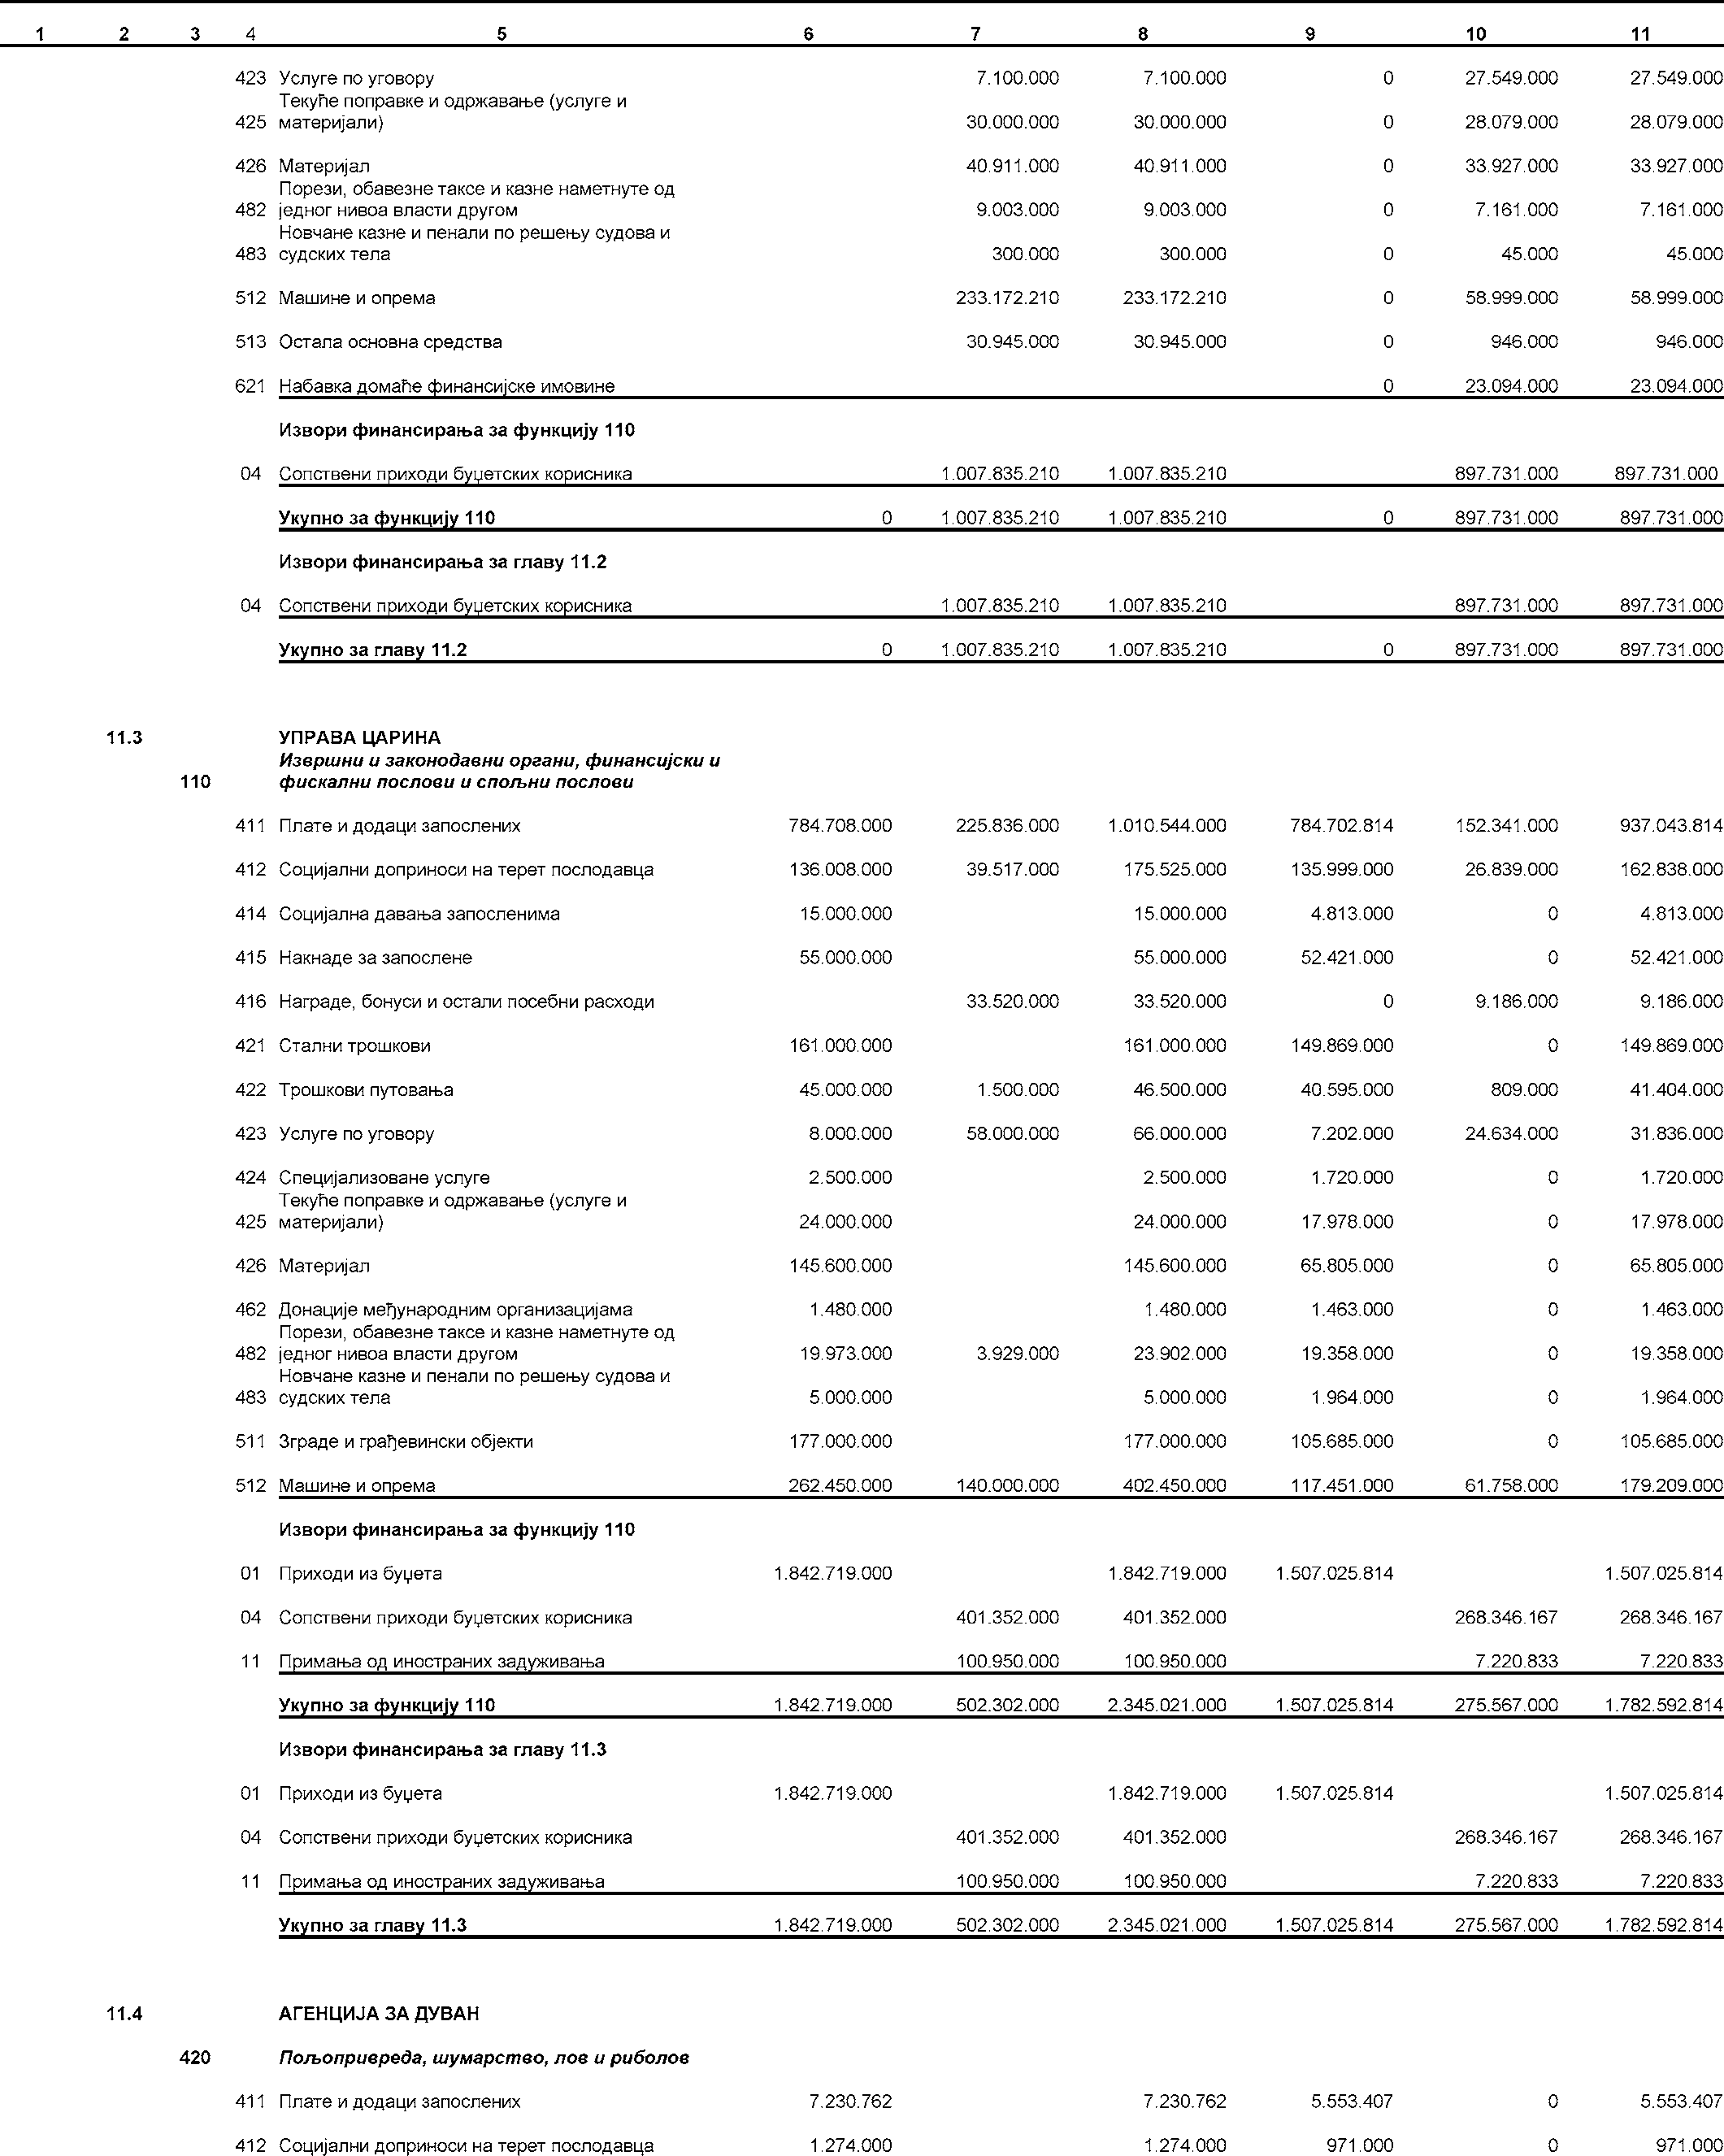 1 2 3 4 5 6 7 8 9 10 11
423 Услуге по уговору 7.100.000 7.100.000 0 27.549.000 27.549.000
Текуће поправке и одржавање (услуге и
425 материјали) 30.000.000 30.000.000 0 28.079.000 28.079.000
426 Материјал 40.911.000 40.911.000 0 33.927.000 33.927.000
Порези, обавезне таксе и казне наметнуте од
482 једног нивоа власти другом 9.003.000 9.003.000 0 7.161.000 7.161.000
Новчане казне и пенали по решењу судова и
483 судских тела 300.000 300.000 0 45.000 45.000
512 Машине и опрема 233.172.210 233.172.210 0 58.999.000 58.999.000
513 Остала основна средства 30.945.000 30.945.000 0 946.000 946.000
621 Набавка домаће финансијске имовине 0 23.094.000 23.094.000
Извори финансирања за функцију 110
04 Сопствени приходи буџетских корисника 1.007.835.210 1.007.835.210 897.731.000 897.731.000
Укупно за функцију 110 0 1.007.835.210 1.007.835.210 0 897.731.000 897.731.000
Извори финансирања за главу 11.2
04 Сопствени приходи буџетских корисника 1.007.835.210 1.007.835.210 897.731.000 897.731.000
Укупно за главу 11.2 0 1.007.835.210 1.007.835.210 0 897.731.000 897.731.000
11.3 УПРАВА ЦАРИНА
Извршни и законодавни органи, финансијски и
110 фискални послови и спољни послови
411 Плате и додаци запослених 784.708.000 225.836.000 1.010.544.000 784.702.814 152.341.000 937.043.814
412 Социјални доприноси на терет послодавца 136.008.000 39.517.000 175.525.000 135.999.000 26.839.000 162.838.000
414 Социјална давања запосленима 15.000.000 15.000.000 4.813.000 0 4.813.000
415 Накнаде за запослене 55.000.000 55.000.000 52.421.000 0 52.421.000
416 Награде, бонуси и остали посебни расходи 33.520.000 33.520.000 0 9.186.000 9.186.000
421 Стални трошкови 161.000.000 161.000.000 149.869.000 0 149.869.000
422 Трошкови путовања 45.000.000 1.500.000 46.500.000 40.595.000 809.000 41.404.000
423 Услуге по уговору 8.000.000 58.000.000 66.000.000 7.202.000 24.634.000 31.836.000
424 Специјализоване услуге 2.500.000 2.500.000 1.720.000 0 1.720.000
Текуће поправке и одржавање (услуге и
425 материјали) 24.000.000 24.000.000 17.978.000 0 17.978.000
426 Материјал 145.600.000 145.600.000 65.805.000 0 65.805.000
462 Донације међународним организацијама 1.480.000 1.480.000 1.463.000 0 1.463.000
Порези, обавезне таксе и казне наметнуте од
482 једног нивоа власти другом 19.973.000 3.929.000 23.902.000 19.358.000 0 19.358.000
Новчане казне и пенали по решењу судова и
483 судских тела 5.000.000 5.000.000 1.964.000 0 1.964.000
511 Зграде и грађевински објекти 177.000.000 177.000.000 105.685.000 0 105.685.000
512 Машине и опрема 262.450.000 140.000.000 402.450.000 117.451.000 61.758.000 179.209.000
Извори финансирања за функцију 110
01 Приходи из буџета 1.842.719.000 1.842.719.000 1.507.025.814 1.507.025.814
04 Сопствени приходи буџетских корисника 401.352.000 401.352.000 268.346.167 268.346.167
11 Примања од иностраних задуживања 100.950.000 100.950.000 7.220.833 7.220.833
Укупно за функцију 110 1.842.719.000 502.302.000 2.345.021.000 1.507.025.814 275.567.000 1.782.592.814
Извори финансирања за главу 11.3
01 Приходи из буџета 1.842.719.000 1.842.719.000 1.507.025.814 1.507.025.814
04 Сопствени приходи буџетских корисника 401.352.000 401.352.000 268.346.167 268.346.167
11 Примања од иностраних задуживања 100.950.000 100.950.000 7.220.833 7.220.833
Укупно за главу 11.3 1.842.719.000 502.302.000 2.345.021.000 1.507.025.814 275.567.000 1.782.592.814
11.4 АГЕНЦИЈА ЗА ДУВАН
420 Пољопривреда, шумарство, лов и риболов
411 Плате и додаци запослених 7.230.762 7.230.762 5.553.407 0 5.553.407
412 Социјални доприноси на терет послодавца 1.274.000 1.274.000 971.000 0 971.000